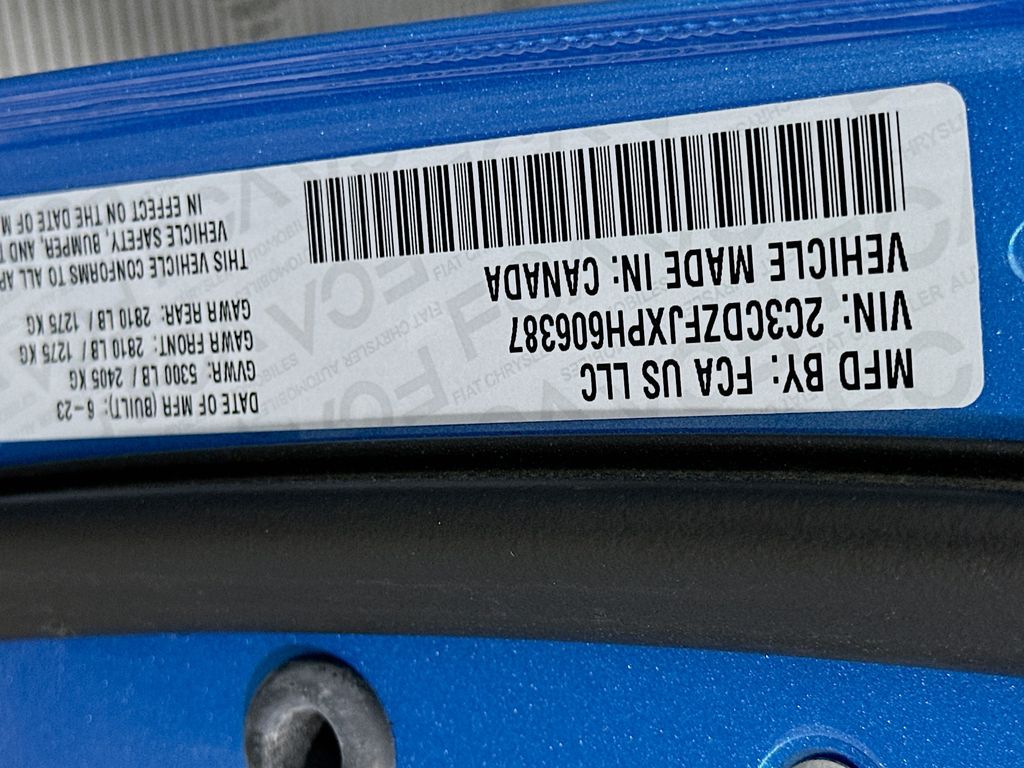 MFD BY: FCA US LLC
VIN: 2C3CDZFJXPH606387
VEHICLE MADE IN: CANADA
DATE OF MFR (BUILT): 6-23
GVWR: 5300 LB / 2405 KG
GAWR FRONT: 2810 LB / 1275 KG
GAWR REAR: 2810 LB / 1275 KG
THIS VEHICLE CONFORMS TO ALL AP
VEHICLE SAFETY, BUMPER, AND
IN EFFECT ON THE DATE OF M